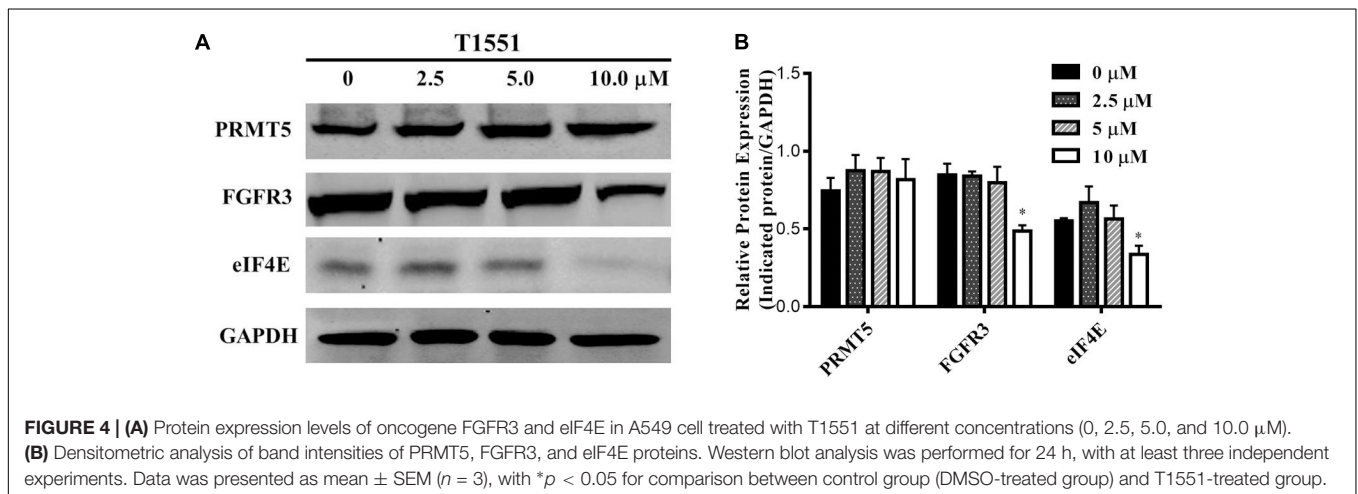 A
T1551
0 2.5 5.0 10.0 μM
PRMT5
FGFR3
eIF4E
GAPDH
B
Relative Protein Expression
(Indicated protein/GAPDH)
1.5
1.0
0.5
0.0
0 μM
2.5 μM
5 μM
10 μM
*
*
PRMT5
FGFR3
eIF4E
FIGURE 4 | (A) Protein expression levels of oncogene FGFR3 and eIF4E in A549 cell treated with T1551 at different concentrations (0, 2.5, 5.0, and 10.0 μM).
(B) Densitometric analysis of band intensities of PRMT5, FGFR3, and eIF4E proteins. Western blot analysis was performed for 24 h, with at least three independent
experiments. Data was presented as mean ± SEM (n = 3), with *p < 0.05 for comparison between control group (DMSO-treated group) and T1551-treated group.